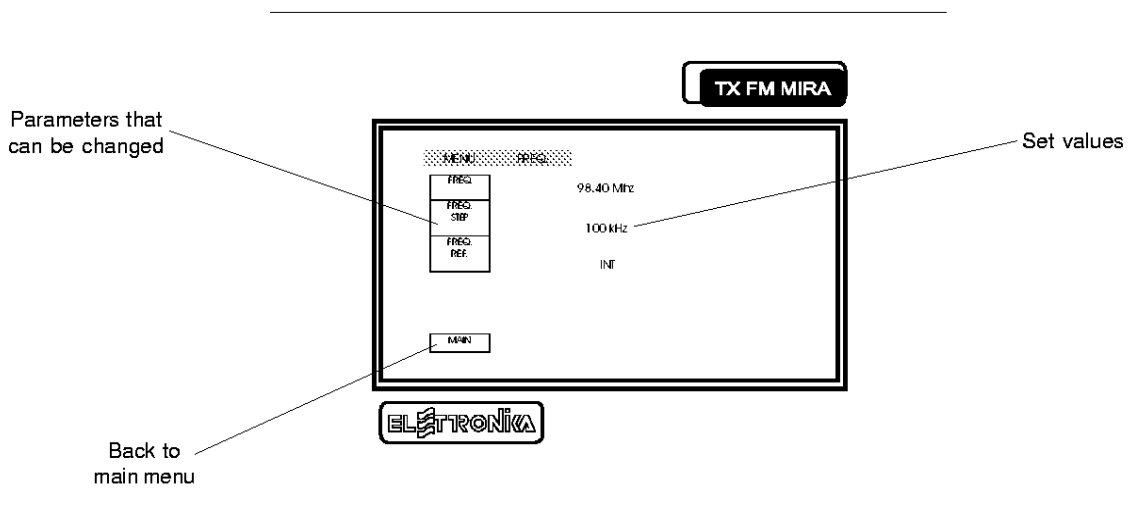 TX FM MIRA
Parameters that
can be changed
Set values
MENU FREQ.
FREQ.
98.40 Mhz
FREQ.
STEP
100 kHz
FREQ.
REF.
INT
MAIN
ELETTRONIKA
Back to
main menu